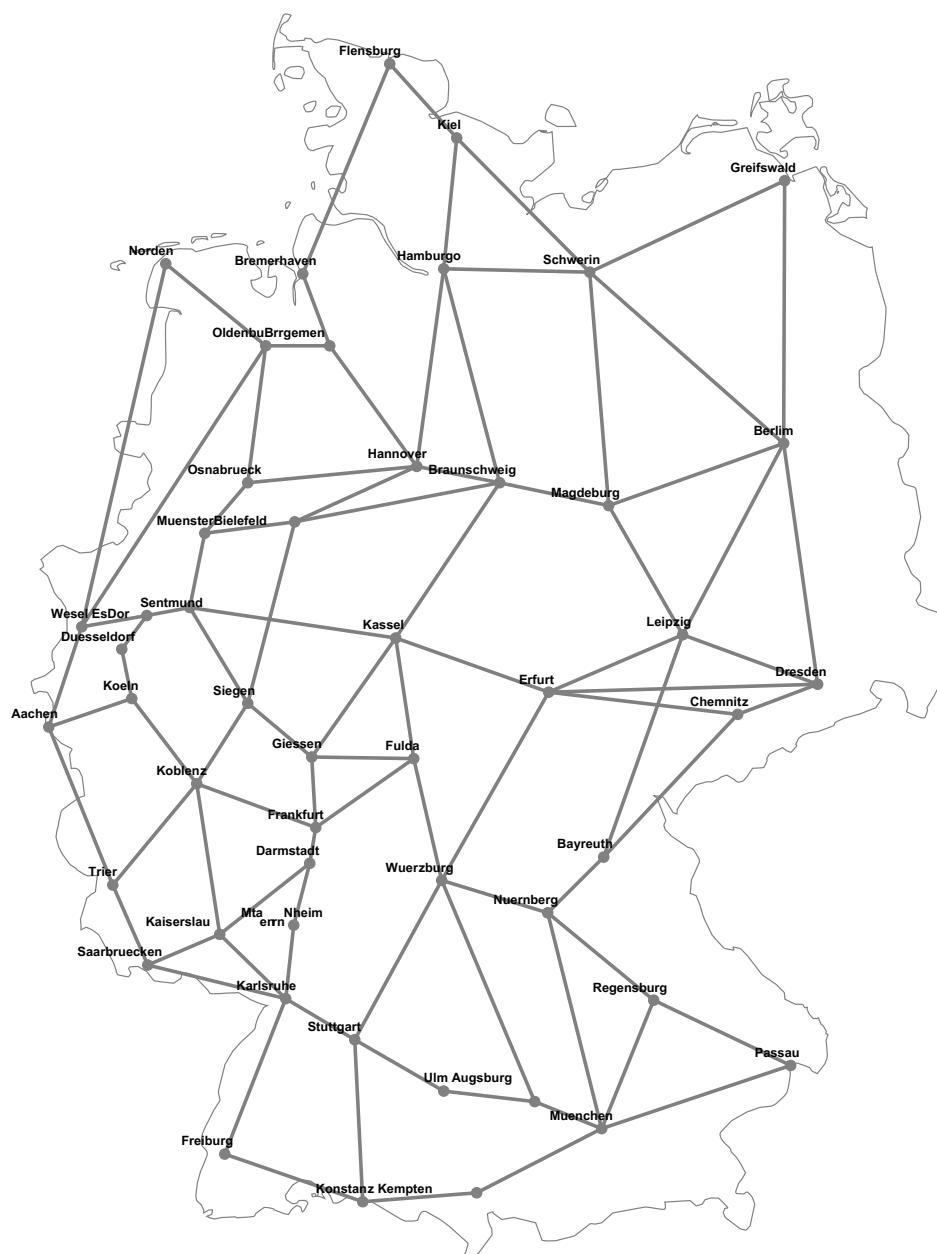 Flensburg
Kiel
Greifswald
Norden
Bremerhaven
Hamburgo
Schwerin
OldenbuBrrgemen
Berlim
Hannover
Osnabrueck
Braunschweig
Magdeburg
MuensterBielefeld
Sentmund
Wesel EsDor
Duesseldorf
Kassel
Leipzig
Dresden
Erfurt
Koeln
Siegen
Chemnitz
Aachen
Giessen
Fulda
Koblenz
Frankfurt
Darmstadt
Bayreuth
Trier
Wuerzburg
Nuernberg
Kaiserslau
Mta Nheim
errn
Saarbruecken
Karlsruhe
Regensburg
Stuttgart
Passau
Ulm Augsburg
Muenchen
Freiburg
Konstanz Kempten